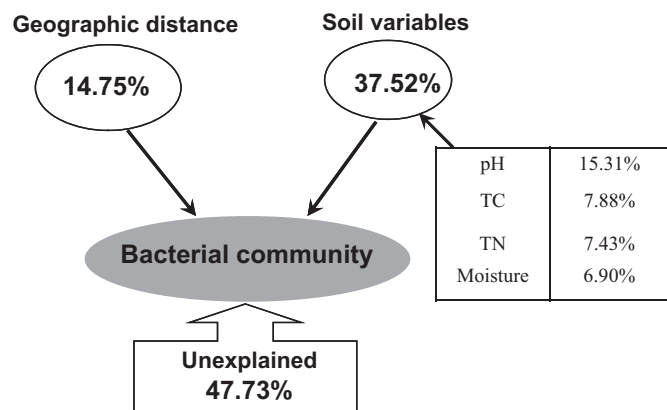 Geographic distance
Soil variables
14.75%
37.52%
pH 15.31%
TC 7.88%
TN 7.43%
Moisture 6.90%
Bacterial community
Unexplained
47.73%